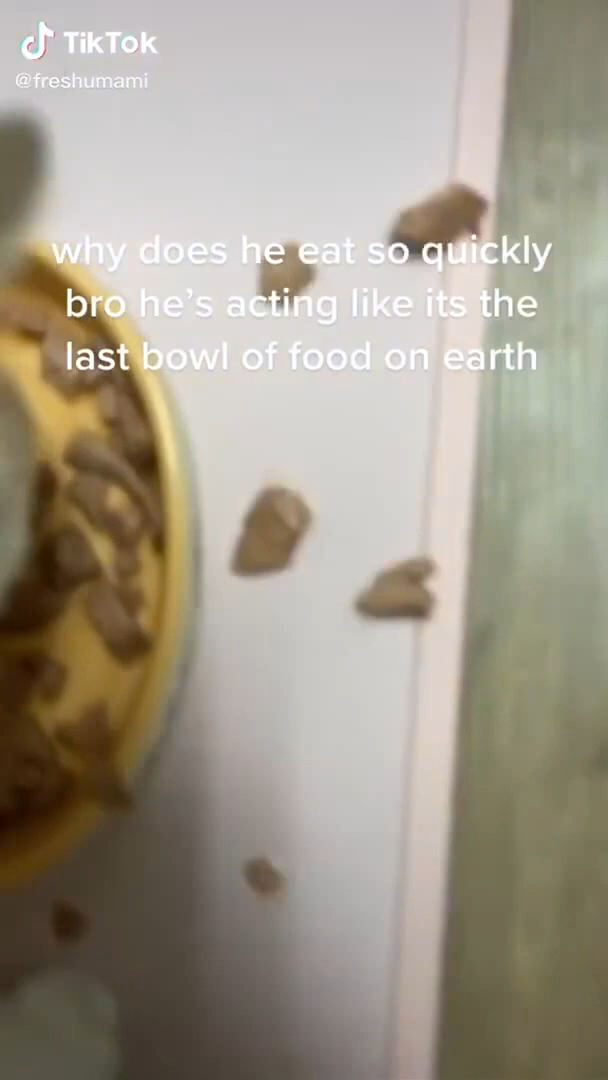 TikTok
@freshumami
why does he eat so quickly
bro he's acting like its the
last bowl of food on earth